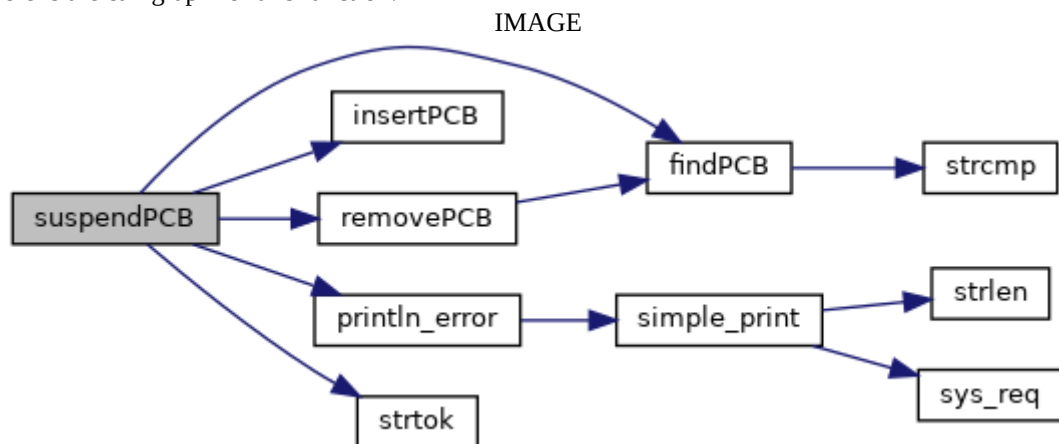 IMAGE
insertPCB
findPCB
strcmp
suspendPCB
removePCB
println_error
simple_print
strlen
sys_req
strtok